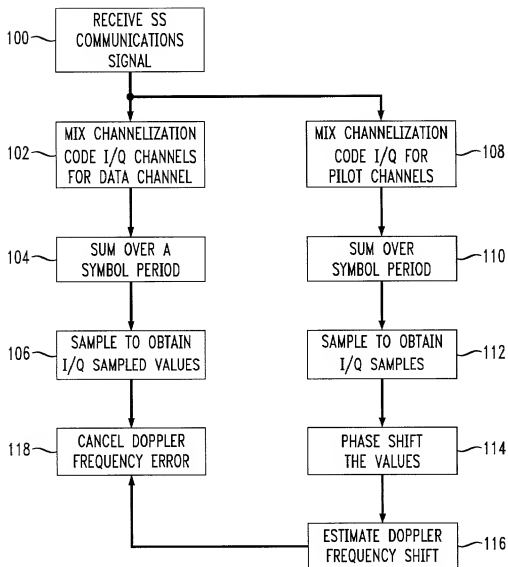 100
RECEIVE SS
COMMUNICATIONS
SIGNAL
102
MIX CHANNELIZATION
CODE I/Q CHANNELS
FOR DATA CHANNEL
MIX CHANNELIZATION
CODE I/Q FOR
PILOT CHANNELS
108
104
SUM OVER A
SYMBOL PERIOD
SUM OVER
SYMBOL PERIOD
110
106
SAMPLE TO OBTAIN
I/Q SAMPLED VALUES
SAMPLE TO OBTAIN
I/Q SAMPLES
112
118
CANCEL DOPPLER
FREQUENCY ERROR
PHASE SHIFT
THE VALUES
114
ESTIMATE DOPPLER
FREQUENCY SHIFT
116